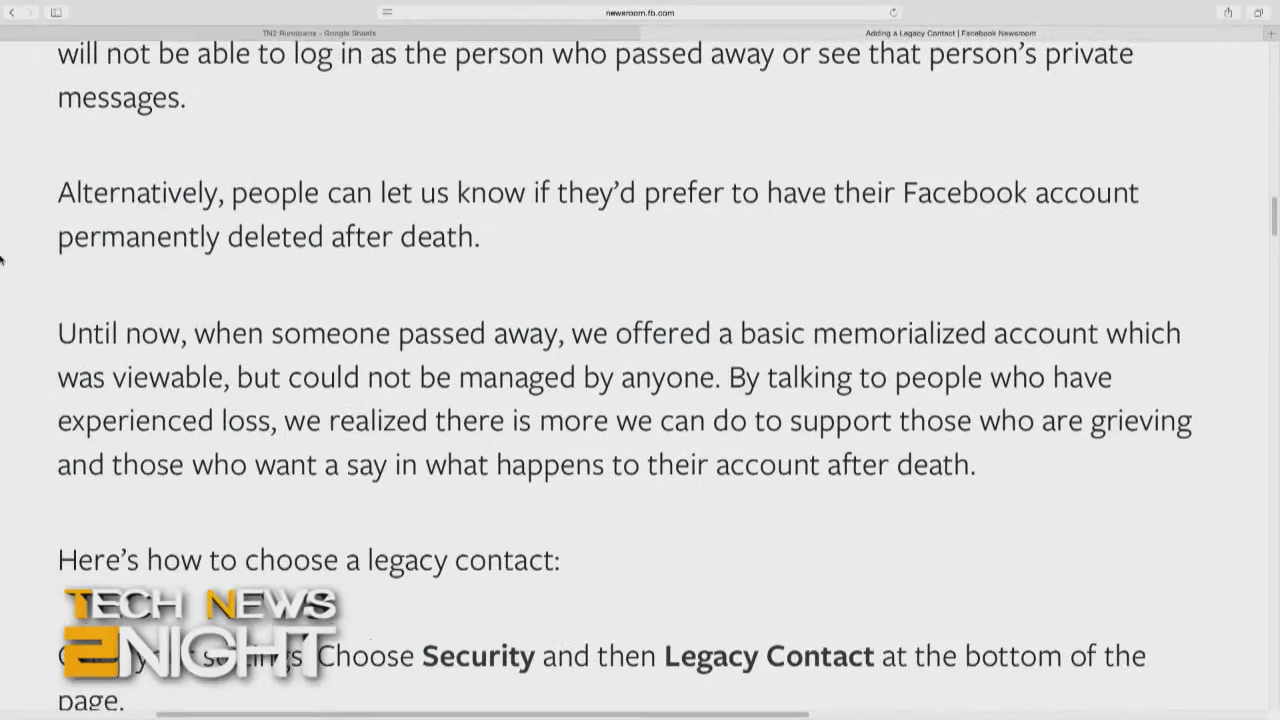 newsroom.fb.com
TN2 Rundowns - Google Sheets
Adding a Legacy Contact | Facebook Newsroom
will not be able to log in as the person who passed away or see that person's private
messages.
Alternatively, people can let us know if they'd prefer to have their Facebook account
permanently deleted after death.
Until now, when someone passed away, we offered a basic memorialized account which
was viewable, but could not be managed by anyone. By talking to people who have
experienced loss, we realized there is more we can do to support those who are grieving
and those who want a say in what happens to their account after death.
Here's how to choose a legacy contact:
TECH NEWS
2NIGHT
Choose Security and then Legacy Contact at the bottom of the
page.